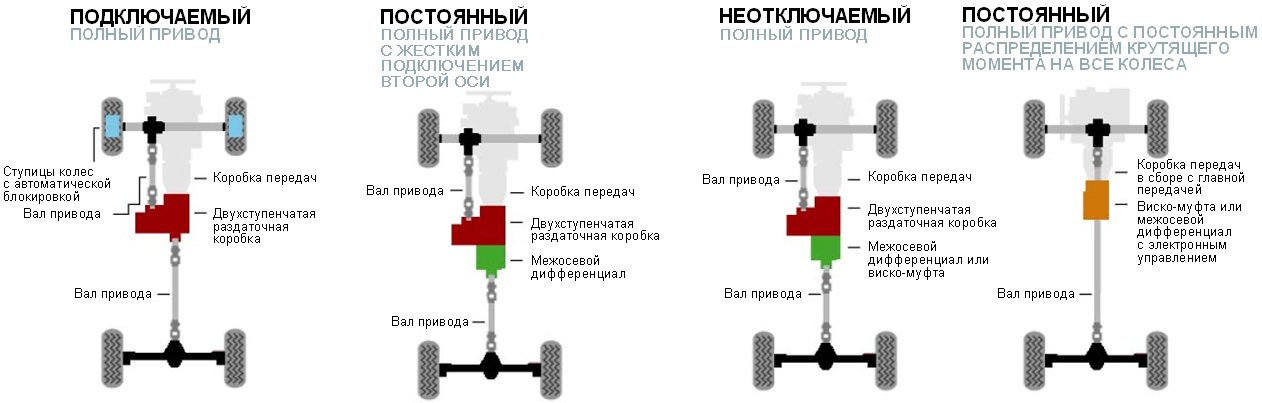 ПОДКЛЮЧАЕМЫЙ
ПОЛНЫЙ ПРИВОД
Ступицы колес
с автоматической
блокировкой
Вал привода
Коробка передач
Двухступенчатая
раздаточная
коробка
Вал привода
ПОСТОЯННЫЙ
ПОЛНЫЙ ПРИВОД
С ЖЕСТКИМ
ПОДКЛЮЧЕНИЕМ
ВТОРОЙ ОСИ
Вал привода
Коробка передач
Двухступенчатая
раздаточная коробка
Межосевой
дифференциал
Вал привода
НЕОТКЛЮЧАЕМЫЙ
ПОЛНЫЙ ПРИВОД
Вал привода
Коробка передач
Двухступенчатая
раздаточная коробка
Межосевой
дифференциал или
виско-муфта
Вал привода
ПОСТОЯННЫЙ
ПОЛНЫЙ ПРИВОД С ПОСТОЯННЫМ
РАСПРЕДЕЛЕНИЕМ КРУТЯЩЕГО
МОМЕНТА НА ВСЕ КОЛЕСА
Коробка передач
в сборе с главной
передачей
Виско-муфта или
межосевой
дифференциал
с электронным
управлением
Вал привода